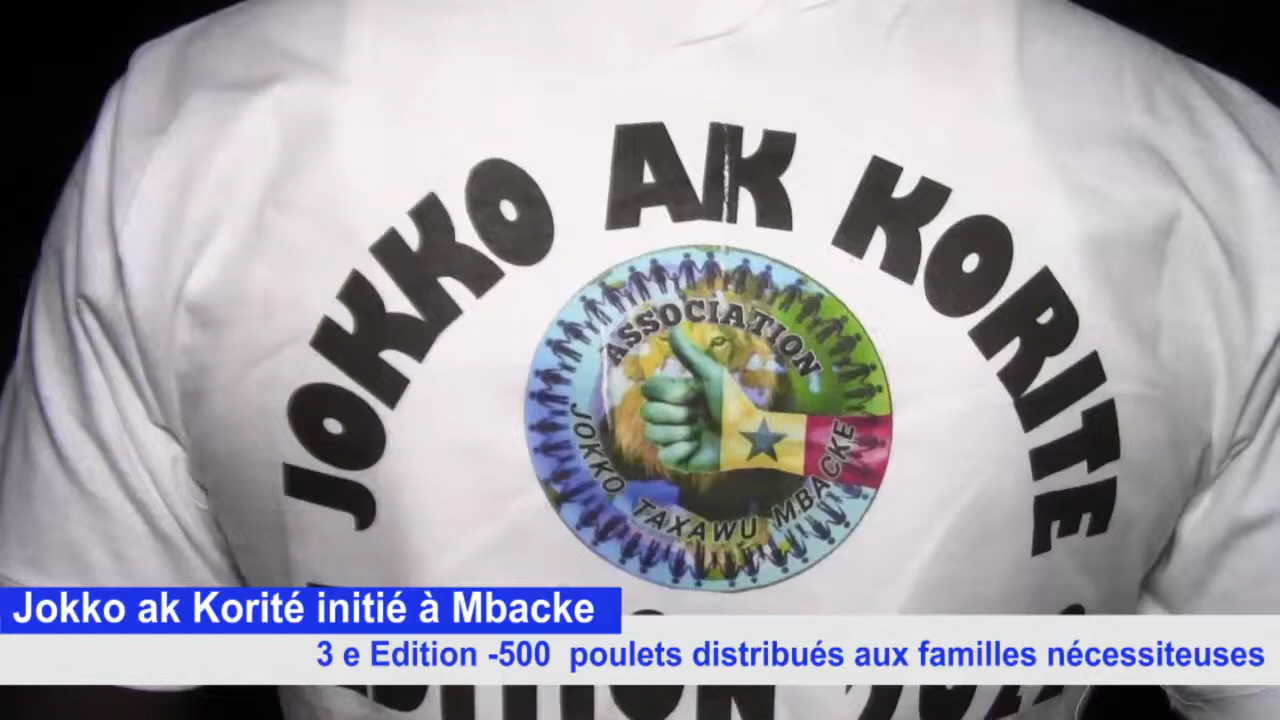 JOKKO AK KORITE
ASSOCIATION
JOKKO TAXAWU MBACKE
Jokko ak Korité initié à Mbacke
3 e Edition -500 poulets distribués aux familles nécessiteuses